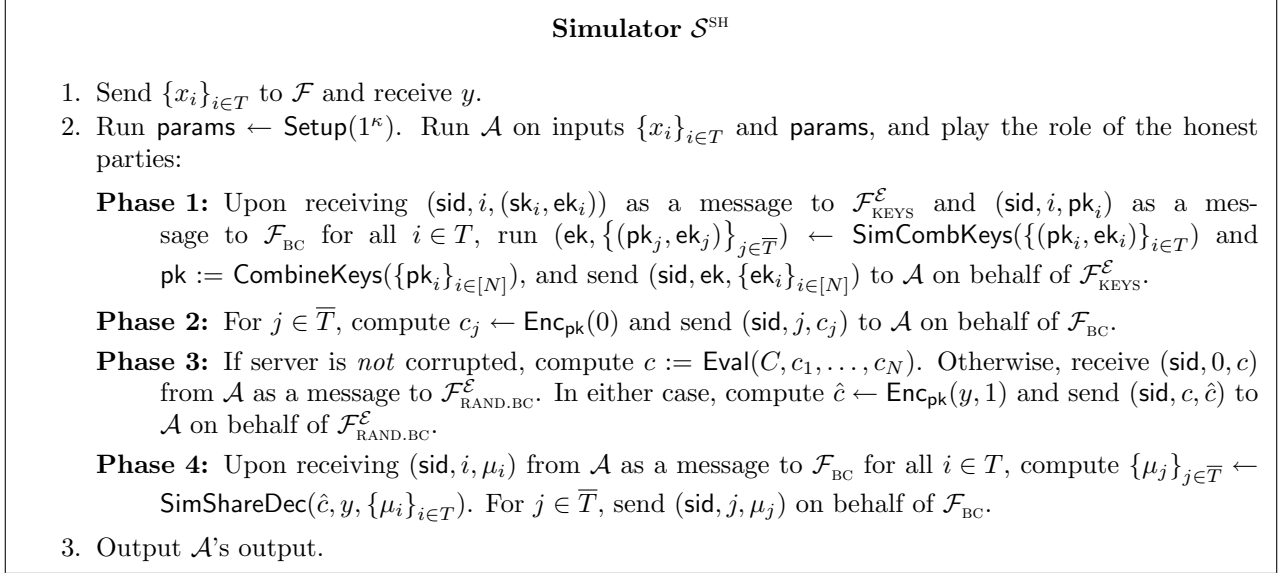 Simulator 𝒮^SH
1. Send {x_i}_{i∈T} to ℱ and receive y.
2. Run params ← Setup(1^κ). Run 𝒜 on inputs {x_i}_{i∈T} and params, and play the role of the honest
parties:
Phase 1: Upon receiving (sid, i, (sk_i, ek_i)) as a message to ℱ^ℰ_KEYS and (sid, i, pk_i) as a mes-
sage to ℱ_BC for all i ∈ T, run (ek, {(pk_j, ek_j)}_{j∈T̅}) ← SimCombKeys({(pk_i, ek_i)}_{i∈T}) and
pk := CombineKeys({pk_i}_{i∈[N]}), and send (sid, ek, {ek_i}_{i∈[N]}) to 𝒜 on behalf of ℱ^ℰ_KEYS.
Phase 2: For j ∈ T̅, compute c_j ← Enc_pk(0) and send (sid, j, c_j) to 𝒜 on behalf of ℱ_BC.
Phase 3: If server is not corrupted, compute c := Eval(C, c_1, . . . , c_N). Otherwise, receive (sid, 0, c)
from 𝒜 as a message to ℱ^ℰ_RAND.BC. In either case, compute ĉ ← Enc_pk(y, 1) and send (sid, c, ĉ) to
𝒜 on behalf of ℱ^ℰ_RAND.BC.
Phase 4: Upon receiving (sid, i, μ_i) from 𝒜 as a message to ℱ_BC for all i ∈ T, compute {μ_j}_{j∈T̅} ←
SimShareDec(ĉ, y, {μ_i}_{i∈T}). For j ∈ T̅, send (sid, j, μ_j) on behalf of ℱ_BC.
3. Output 𝒜's output.